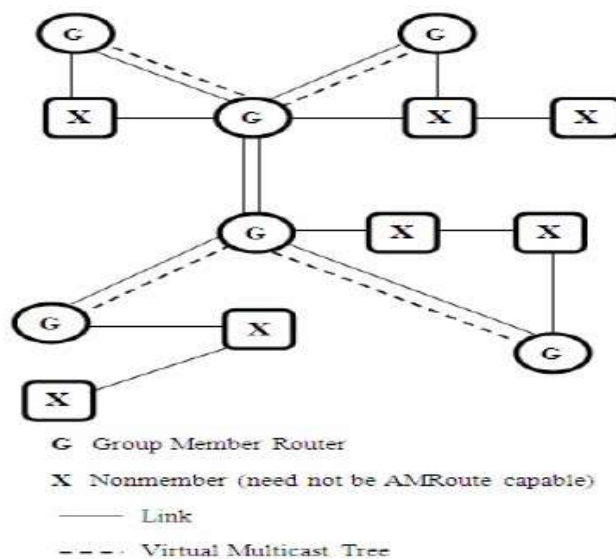 G G
X G X X
G X X
G X G
X
G Group Member Router
X Nonmember (need not be AMRoute capable)
Link
Virtual Multicast Tree